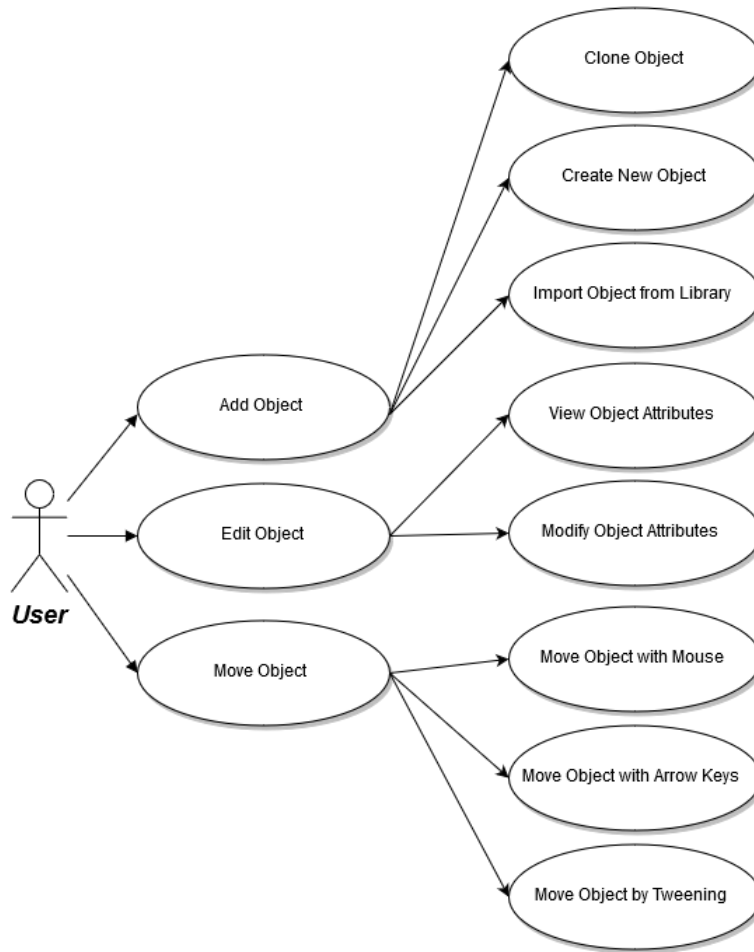 Clone Object
Create New Object
Import Object from Library
Add Object
View Object Attributes
Edit Object
Modify Object Attributes
User
Move Object
Move Object with Mouse
Move Object with Arrow Keys
Move Object by Tweening